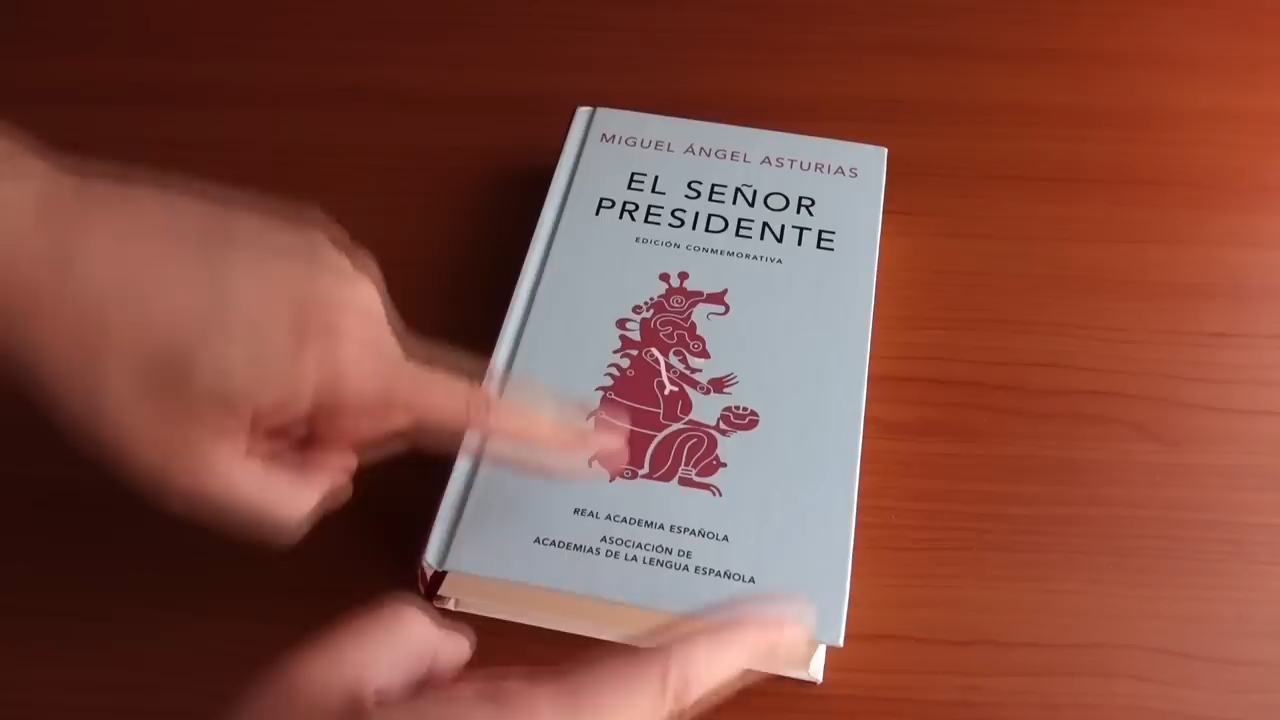 MIGUEL ÁNGEL ASTURIAS
EL SEÑOR
PRESIDENTE
EDICIÓN CONMEMORATIVA
REAL ACADEMIA ESPAÑOLA
ASOCIACIÓN DE
ACADEMIAS DE LA LENGUA ESPAÑOLA